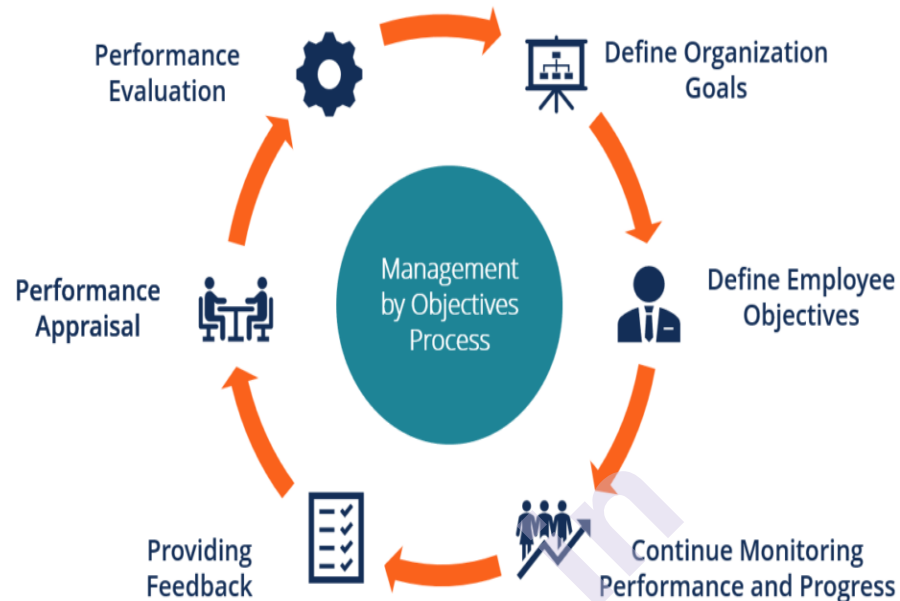 Performance
Evaluation
Define Organization
Goals
Define Employee
Objectives
Continue Monitoring
Performance and Progress
Providing
Feedback
Performance
Appraisal
Management
by Objectives
Process
in